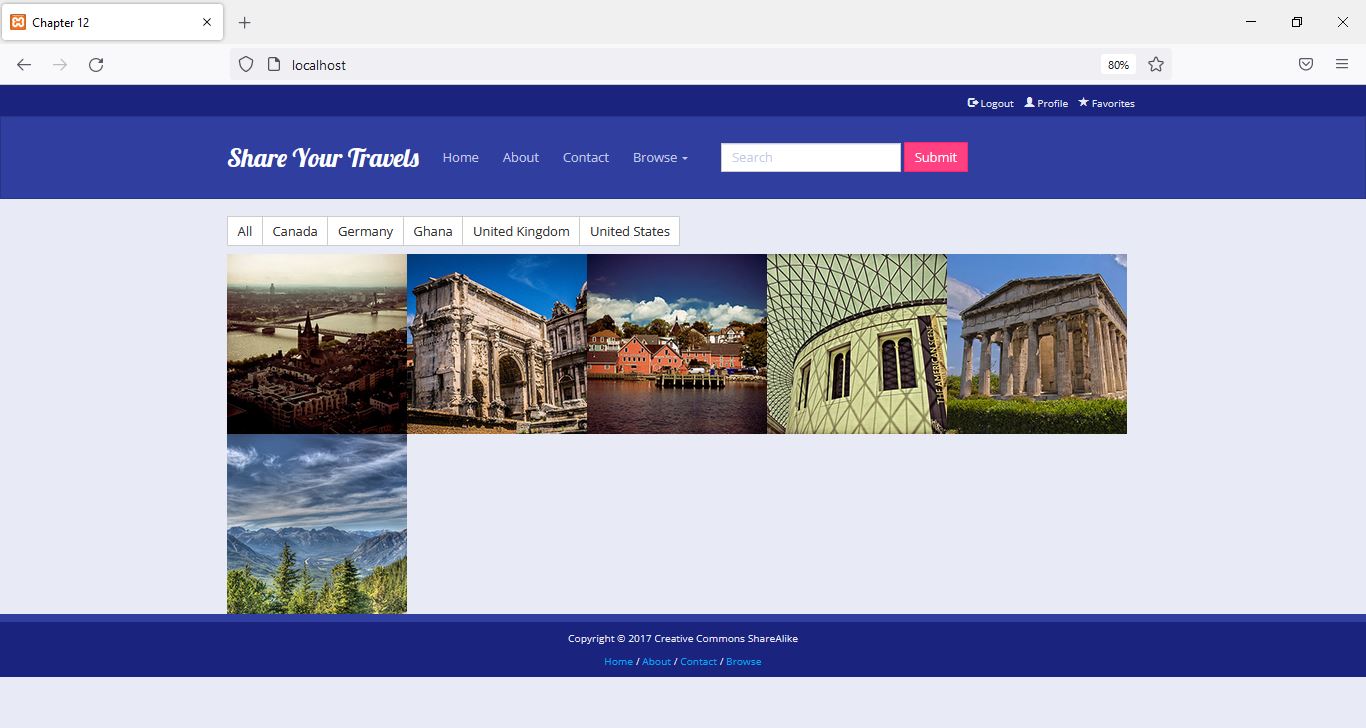 Chapter 12
localhost
80%
Logout Profile Favorites
Share Your Travels Home About Contact Browse Search Submit
All Canada Germany Ghana United Kingdom United States
THE AMERICAN SCENE
Copyright © 2017 Creative Commons ShareAlike
Home / About / Contact / Browse